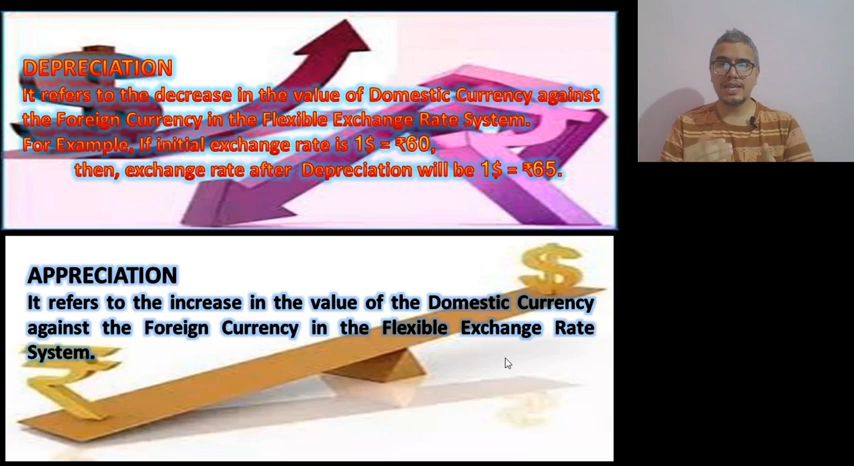 DEPRECIATION
It refers to the decrease in the value of Domestic Currency against
the Foreign Currency in the Flexible Exchange Rate System.
For Example, If initial exchange rate is 1$ = ₹60,
then, exchange rate after Depreciation will be 1$ = ₹65.
APPRECIATION
It refers to the increase in the value of the Domestic Currency
against the Foreign Currency in the Flexible Exchange Rate
System.